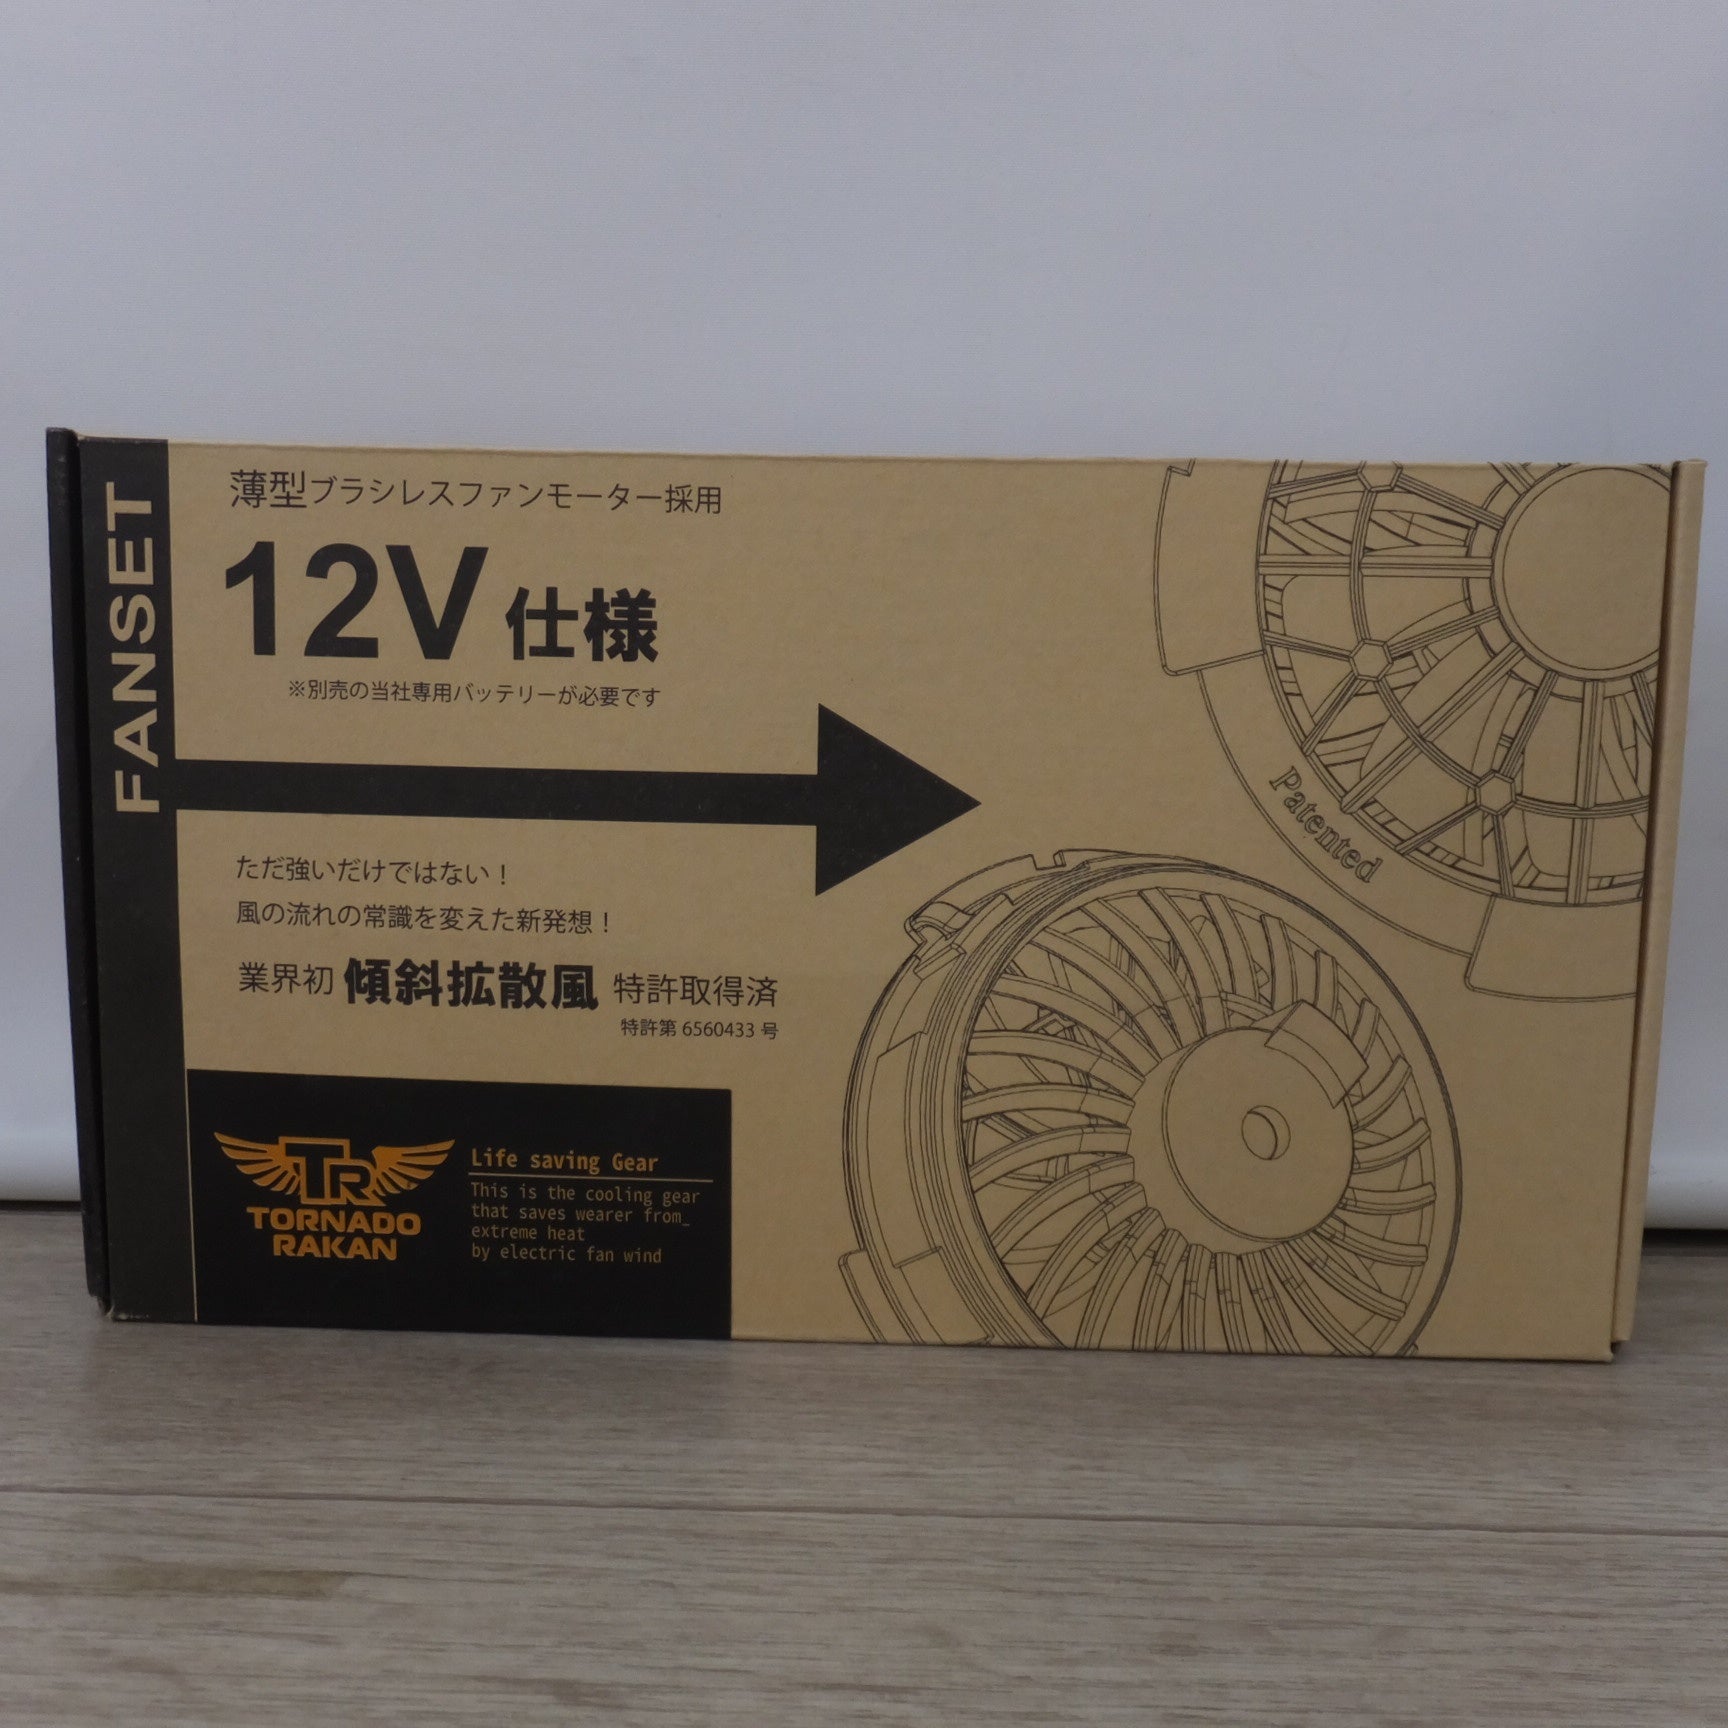 FANSET
薄型ブラシレスファンモーター採用
12V 仕様
※別売の当社専用バッテリーが必要です
ただ強いだけではない！
風の流れの常識を変えた新発想！
業界初 傾斜拡散風 特許取得済
特許第 6560433 号
Patented
TR
TORNADO
RAKAN
Life saving Gear
This is the cooling gear
that saves wearer from_
extreme heat
by electric fan wind